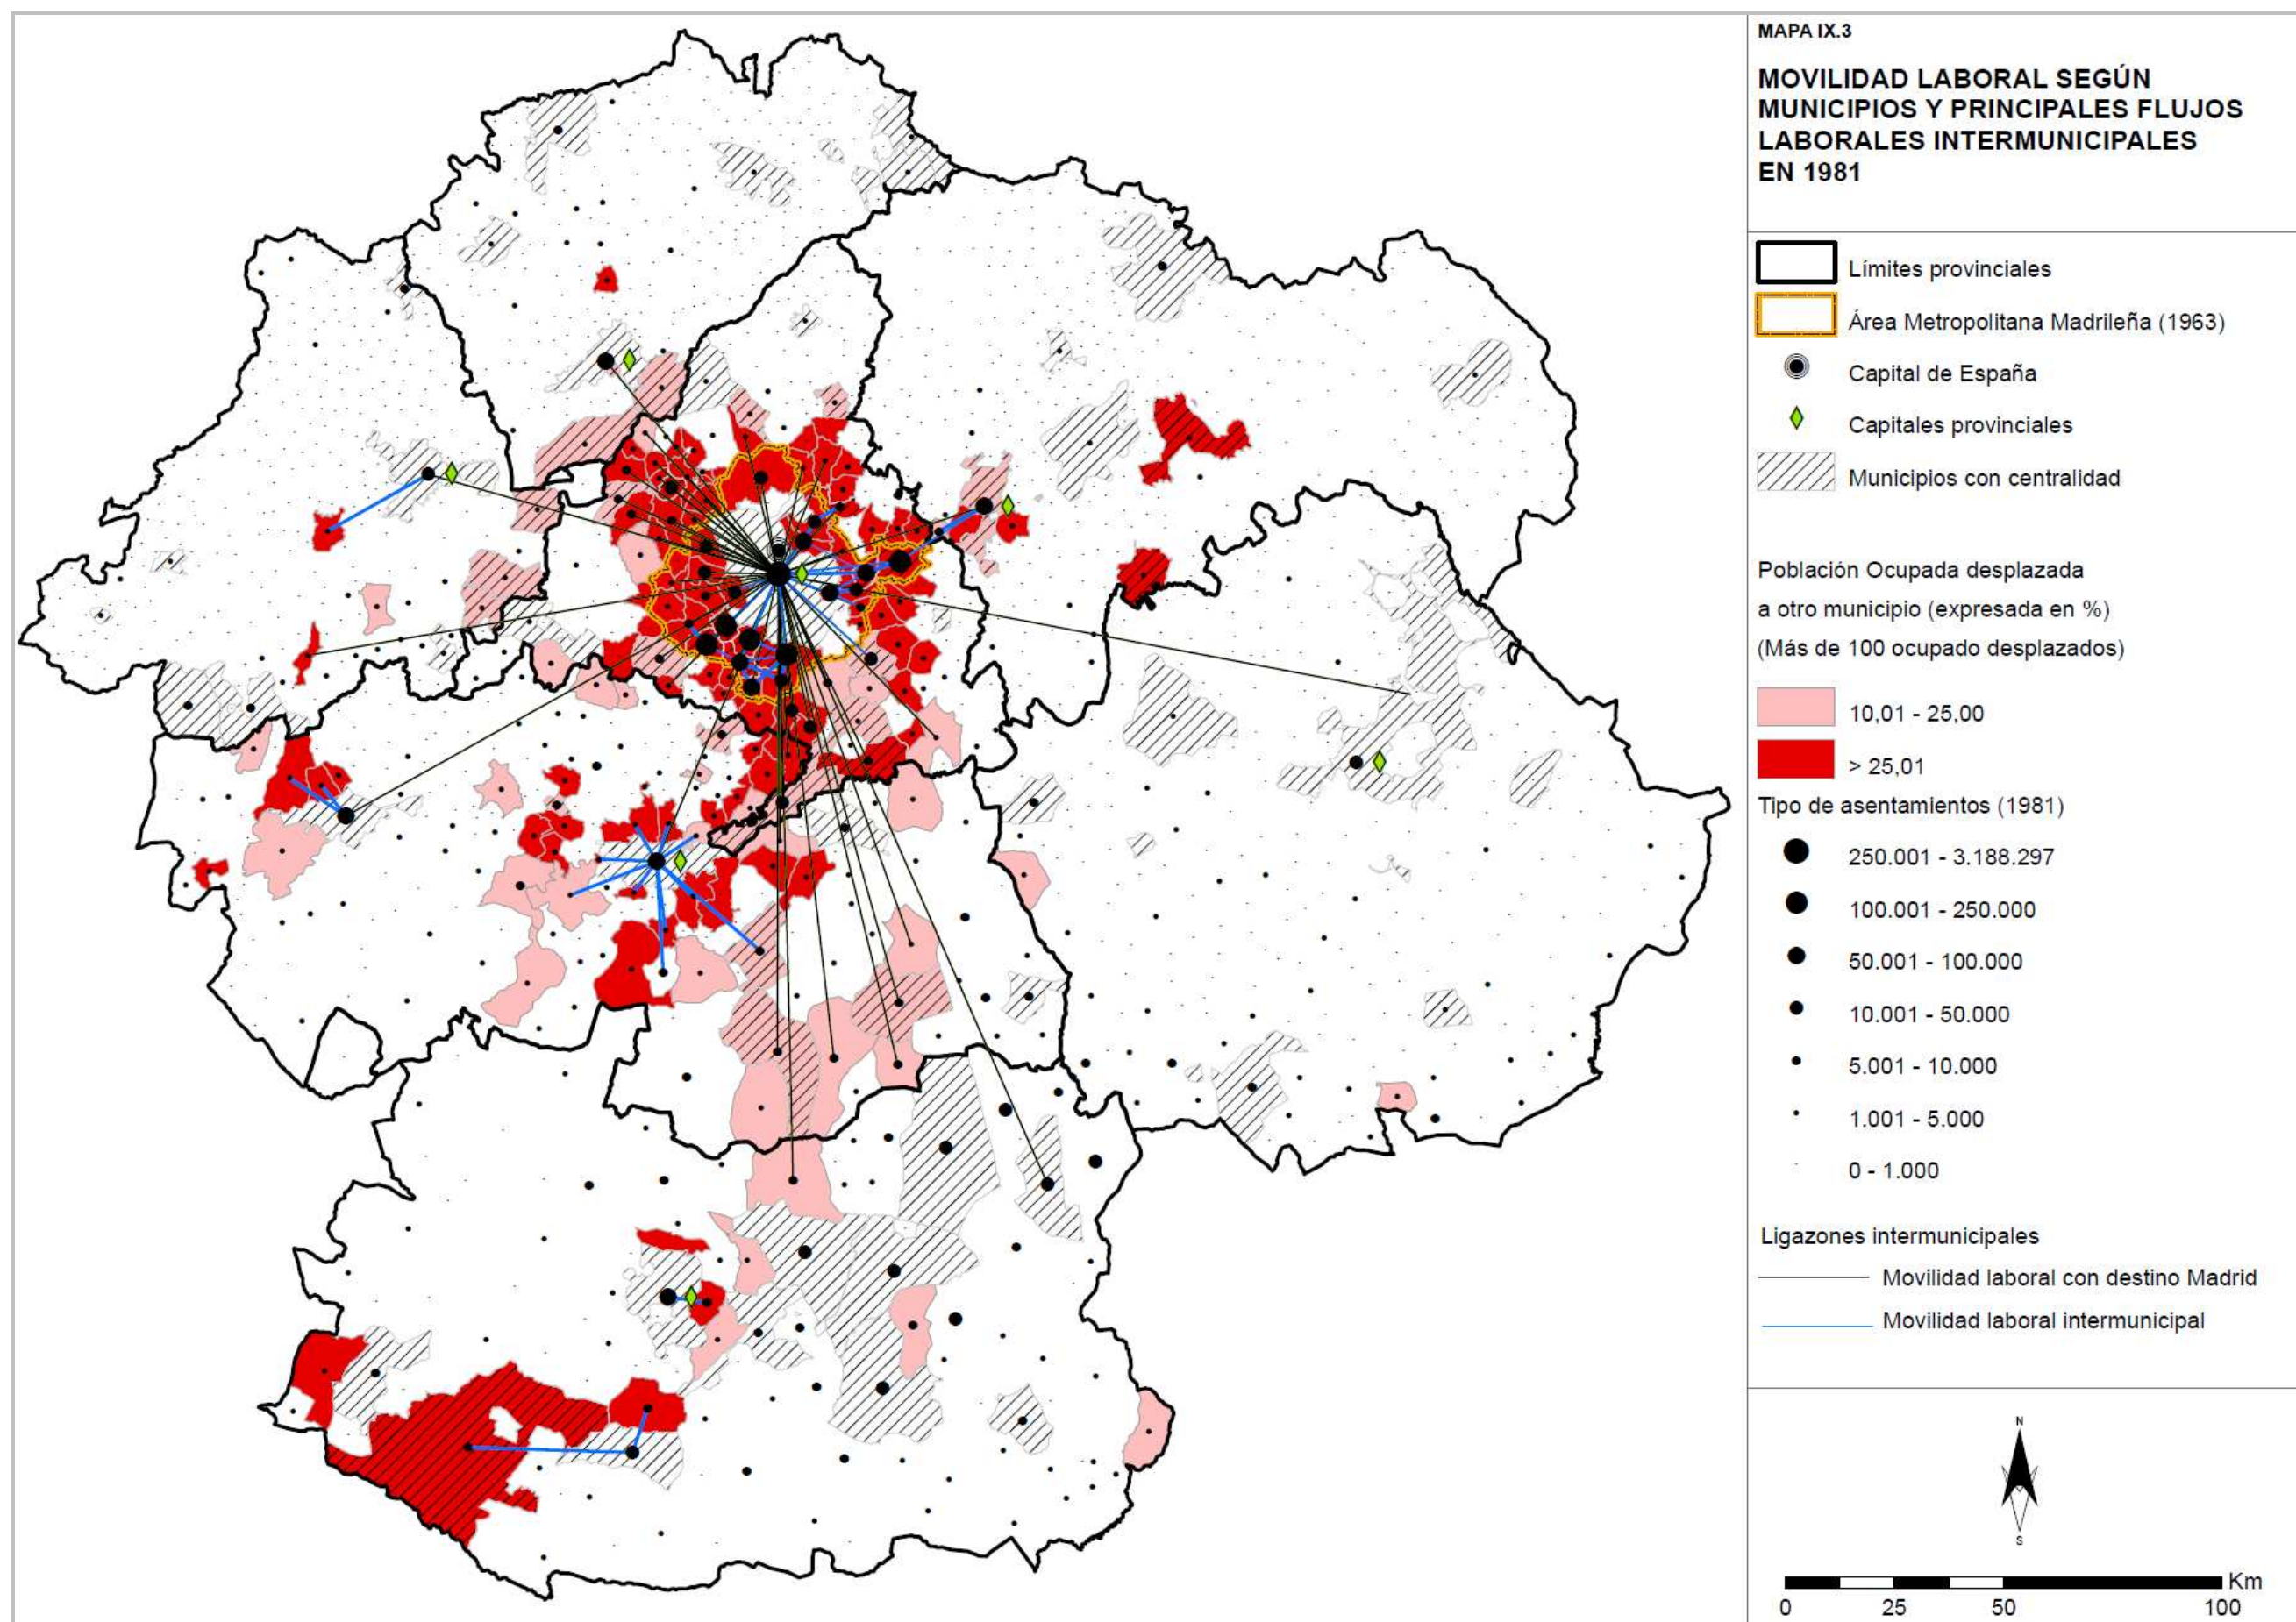 MAPA IX.3
MOVILIDAD LABORAL SEGÚN
MUNICIPIOS Y PRINCIPALES FLUJOS
LABORALES INTERMUNICIPALES
EN 1981
Límites provinciales
Área Metropolitana Madrileña (1963)
Capital de España
Capitales provinciales
Municipios con centralidad
Población Ocupada desplazada
a otro municipio (expresada en %)
(Más de 100 ocupado desplazados)
10,01 - 25,00
> 25,01
Tipo de asentamientos (1981)
250.001 - 3.188.297
100.001 - 250.000
50.001 - 100.000
10.001 - 50.000
5.001 - 10.000
1.001 - 5.000
0 - 1.000
Ligazones intermunicipales
Movilidad laboral con destino Madrid
Movilidad laboral intermunicipal
N
S
Km
0 25 50 100